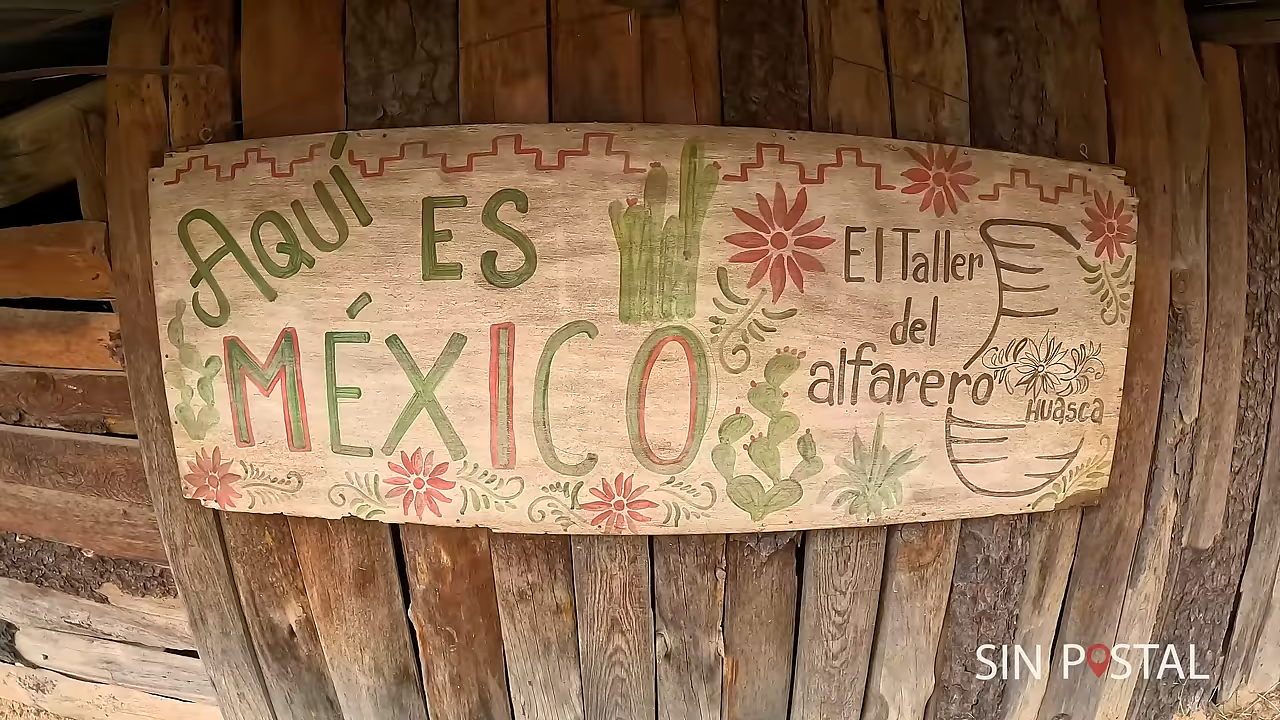 Aquí ES
MÉXICO
El Taller
del
alfarero
HUasca
SIN POSTAL